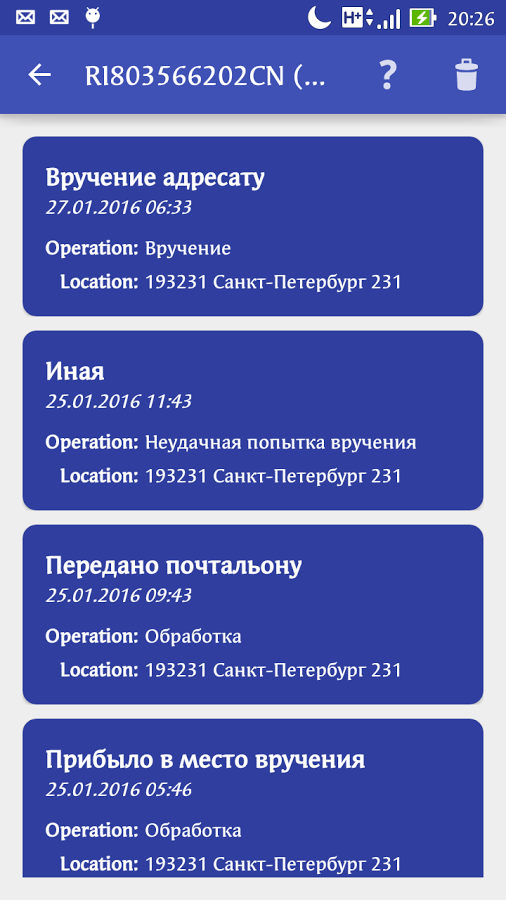 20:26
RI803566202CN (...
Вручение адресату
27.01.2016 06:33
Operation: Вручение
Location: 193231 Санкт-Петербург 231
Иная
25.01.2016 11:43
Operation: Неудачная попытка вручения
Location: 193231 Санкт-Петербург 231
Передано почтальону
25.01.2016 09:43
Operation: Обработка
Location: 193231 Санкт-Петербург 231
Прибыло в место вручения
25.01.2016 05:46
Operation: Обработка
Location: 193231 Санкт-Петербург 231